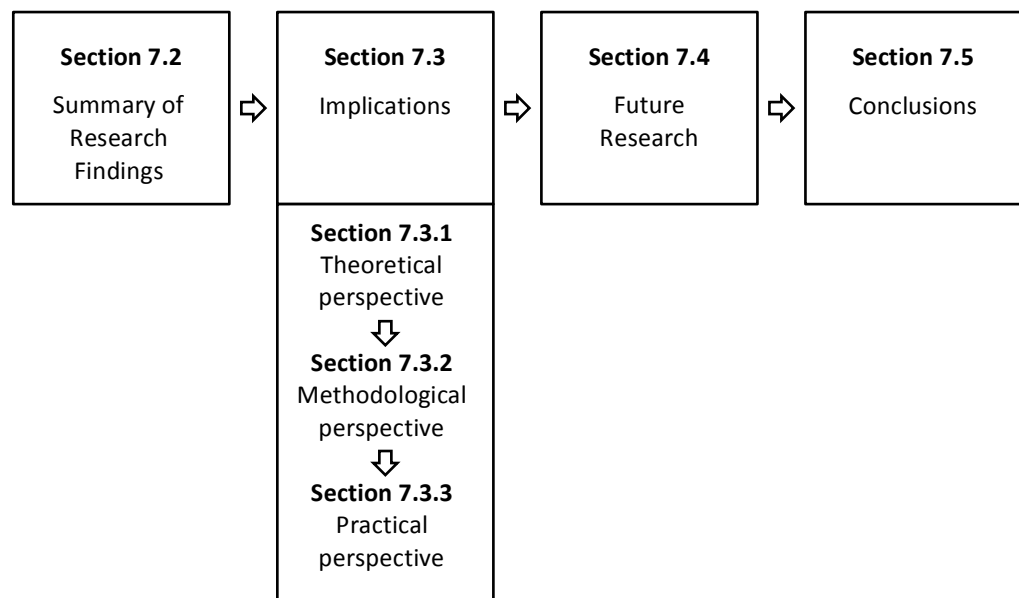 Section 7.2
Summary of
Research
Findings
Section 7.3
Implications
Section 7.3.1
Theoretical
perspective
Section 7.3.2
Methodological
perspective
Section 7.3.3
Practical
perspective
Section 7.4
Future
Research
Section 7.5
Conclusions